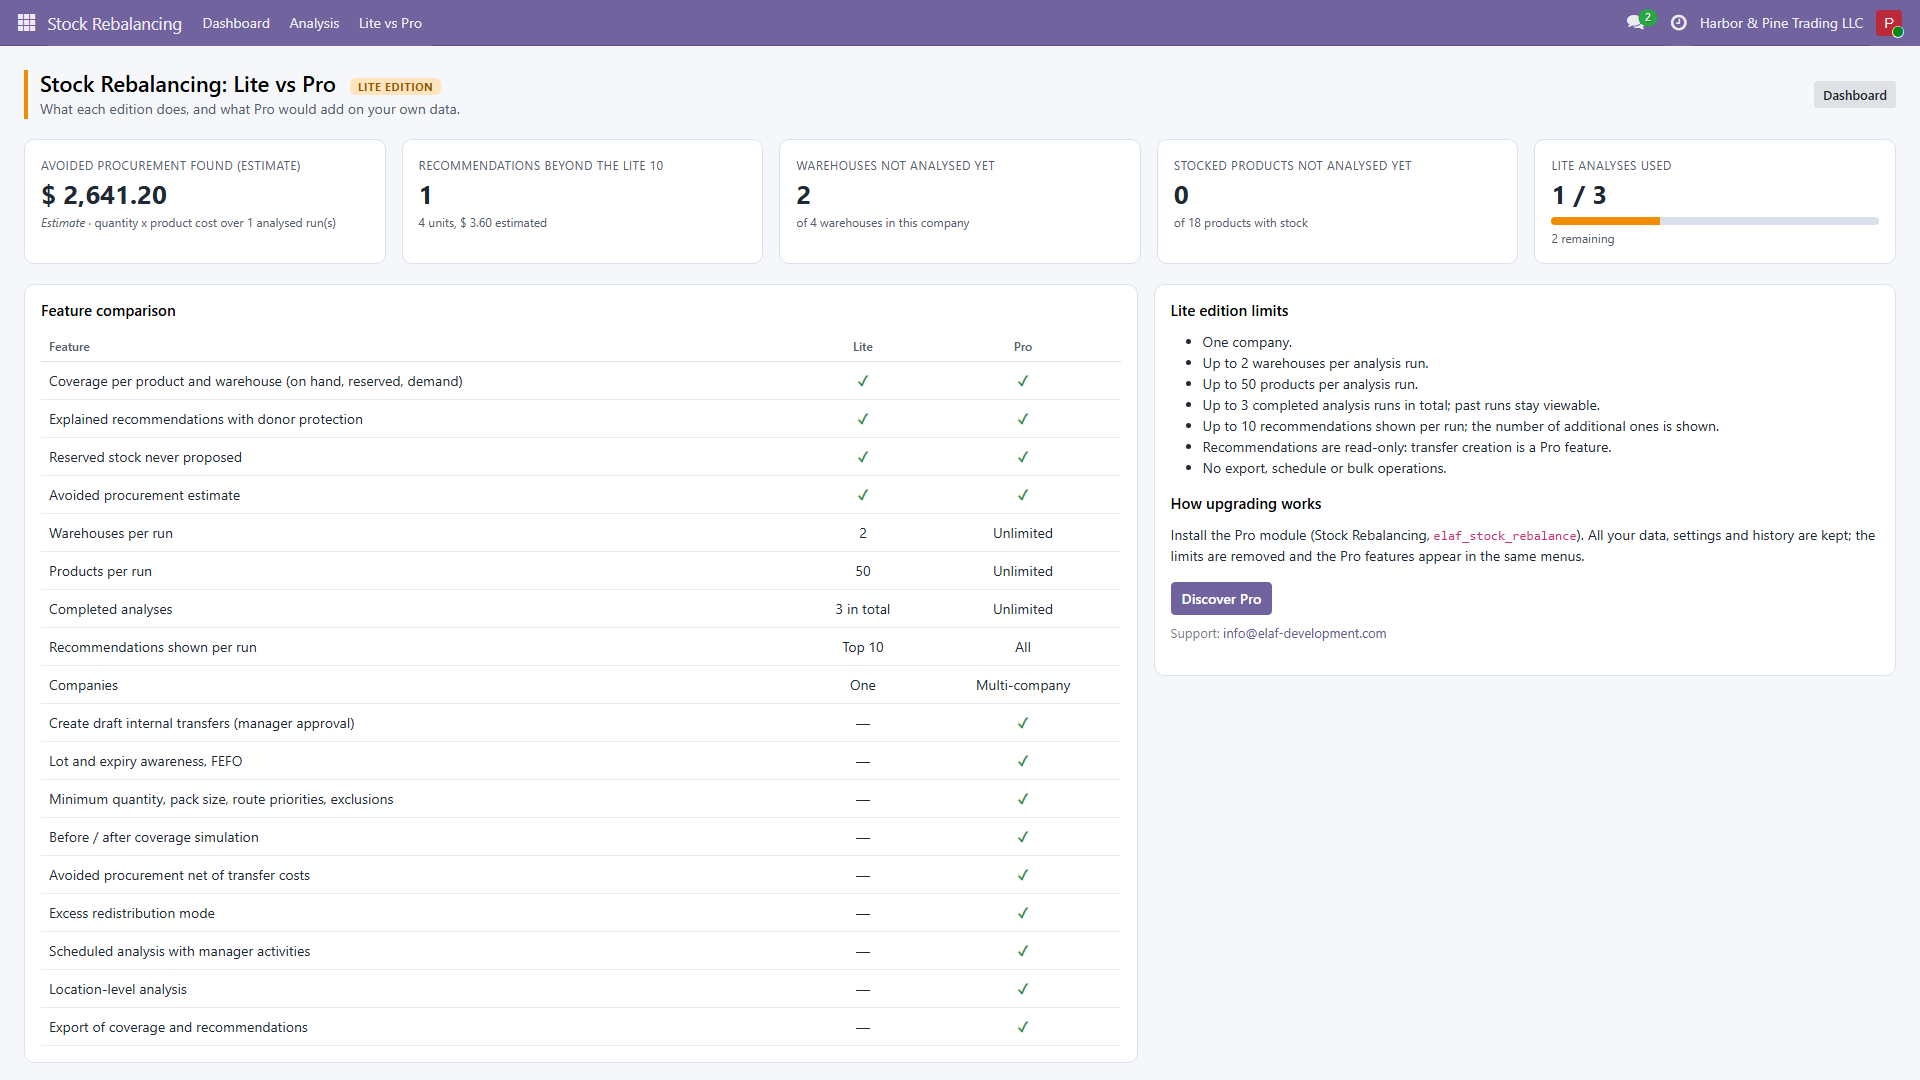 Stock Rebalancing Dashboard Analysis Lite vs Pro 2 Harbor & Pine Trading LLC P
Stock Rebalancing: Lite vs Pro LITE EDITION
What each edition does, and what Pro would add on your own data.
Dashboard
AVOIDED PROCUREMENT FOUND (ESTIMATE)
$ 2,641.20
Estimate · quantity x product cost over 1 analysed run(s)
RECOMMENDATIONS BEYOND THE LITE 10
1
4 units, $ 3.60 estimated
WAREHOUSES NOT ANALYSED YET
2
of 4 warehouses in this company
STOCKED PRODUCTS NOT ANALYSED YET
0
of 18 products with stock
LITE ANALYSES USED
1 / 3
2 remaining
Feature comparison
Feature Lite Pro
Coverage per product and warehouse (on hand, reserved, demand) ✓ ✓
Explained recommendations with donor protection ✓ ✓
Reserved stock never proposed ✓ ✓
Avoided procurement estimate ✓ ✓
Warehouses per run 2 Unlimited
Products per run 50 Unlimited
Completed analyses 3 in total Unlimited
Recommendations shown per run Top 10 All
Companies One Multi-company
Create draft internal transfers (manager approval) — ✓
Lot and expiry awareness, FEFO — ✓
Minimum quantity, pack size, route priorities, exclusions — ✓
Before / after coverage simulation — ✓
Avoided procurement net of transfer costs — ✓
Excess redistribution mode — ✓
Scheduled analysis with manager activities — ✓
Location-level analysis — ✓
Export of coverage and recommendations — ✓
Lite edition limits
• One company.
• Up to 2 warehouses per analysis run.
• Up to 50 products per analysis run.
• Up to 3 completed analysis runs in total; past runs stay viewable.
• Up to 10 recommendations shown per run; the number of additional ones is shown.
• Recommendations are read-only: transfer creation is a Pro feature.
• No export, schedule or bulk operations.
How upgrading works
Install the Pro module (Stock Rebalancing, elaf_stock_rebalance). All your data, settings and history are kept; the
limits are removed and the Pro features appear in the same menus.
Discover Pro
Support: info@elaf-development.com